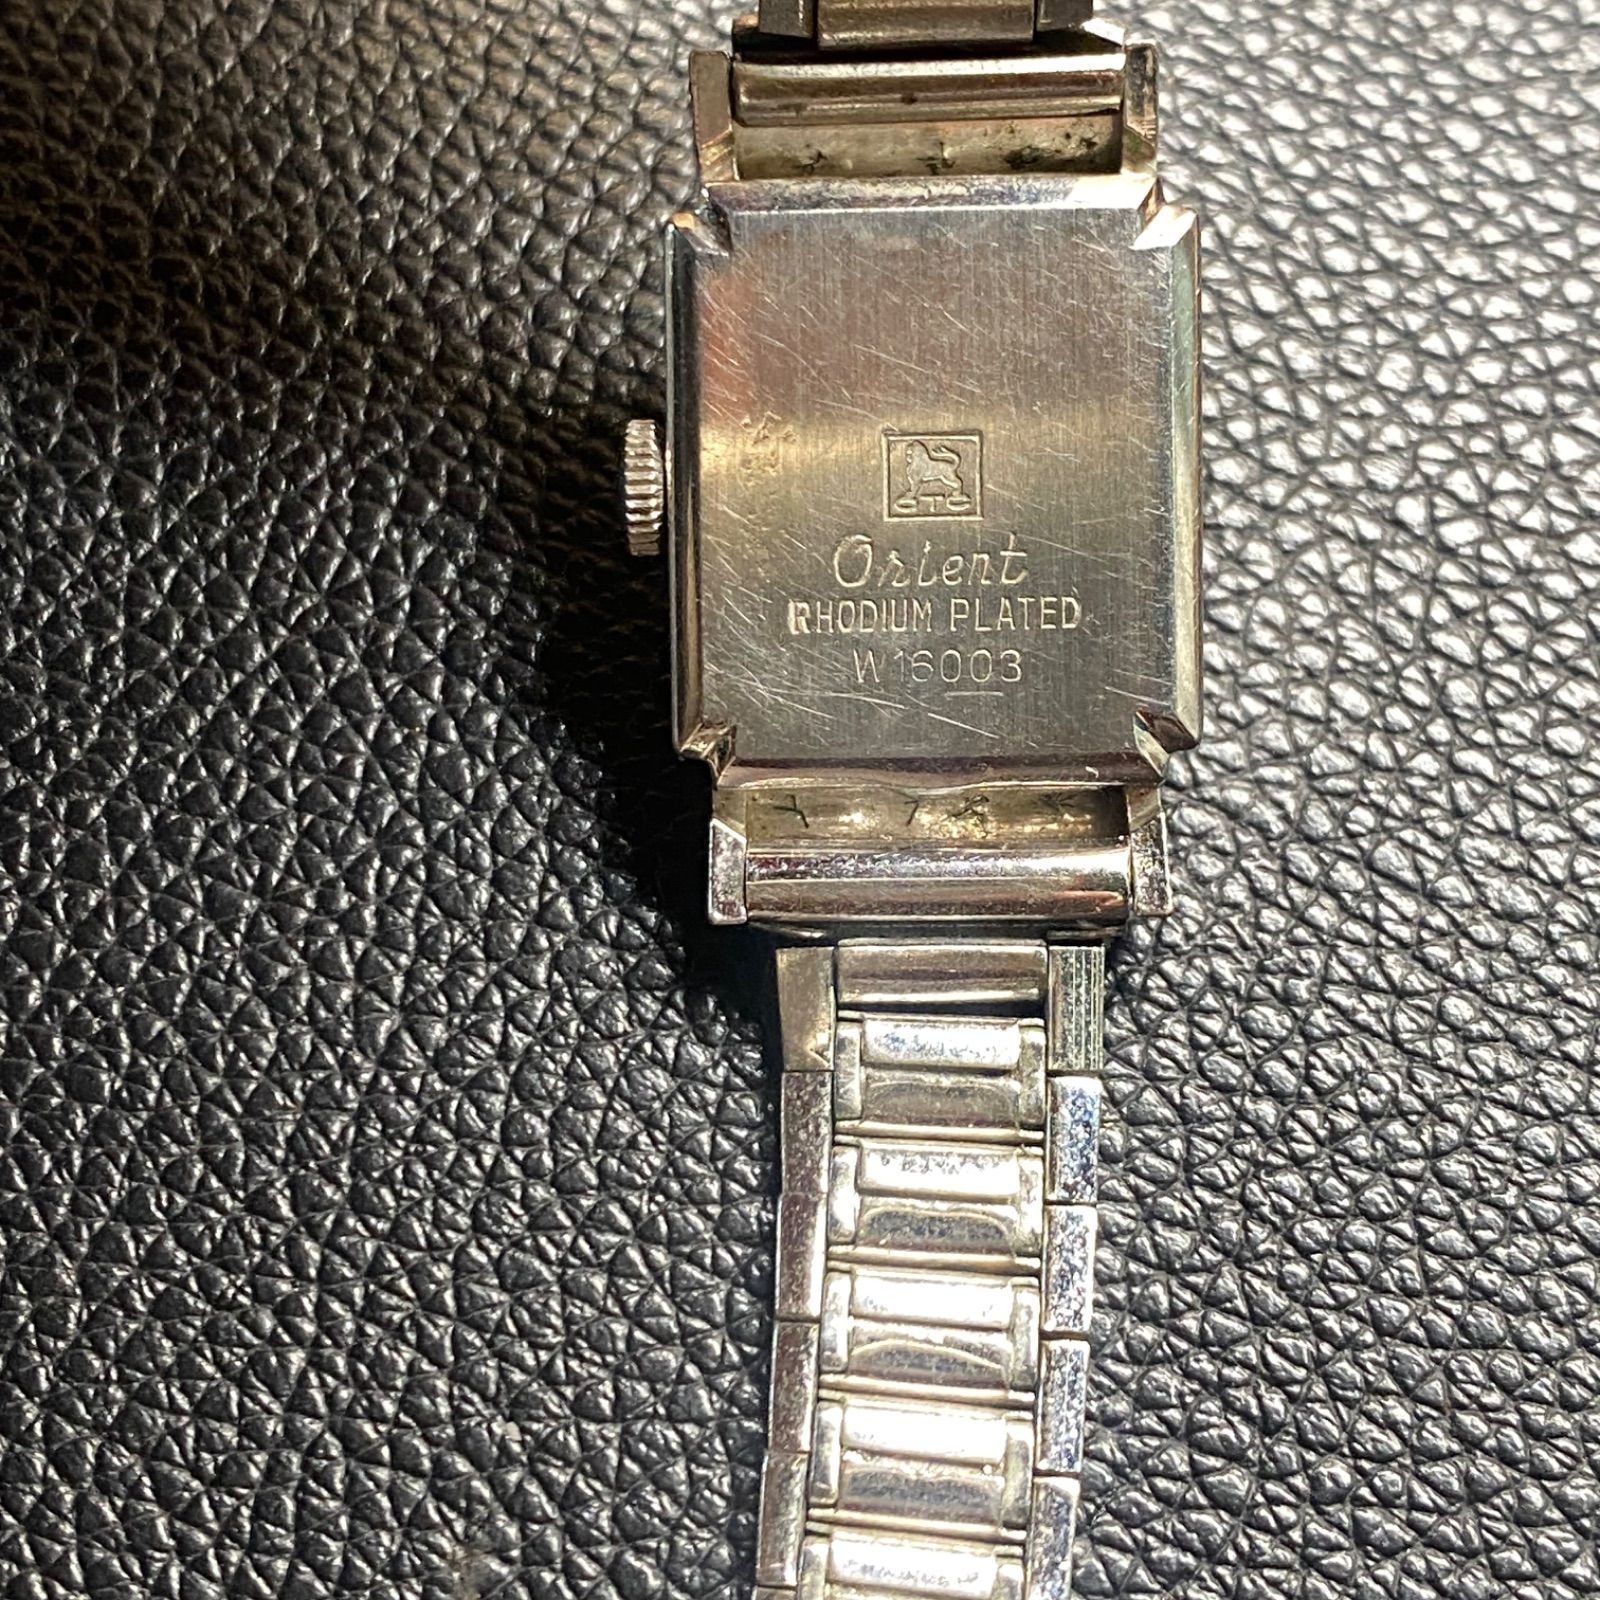 Orient
RHODIUM PLATED
W16003